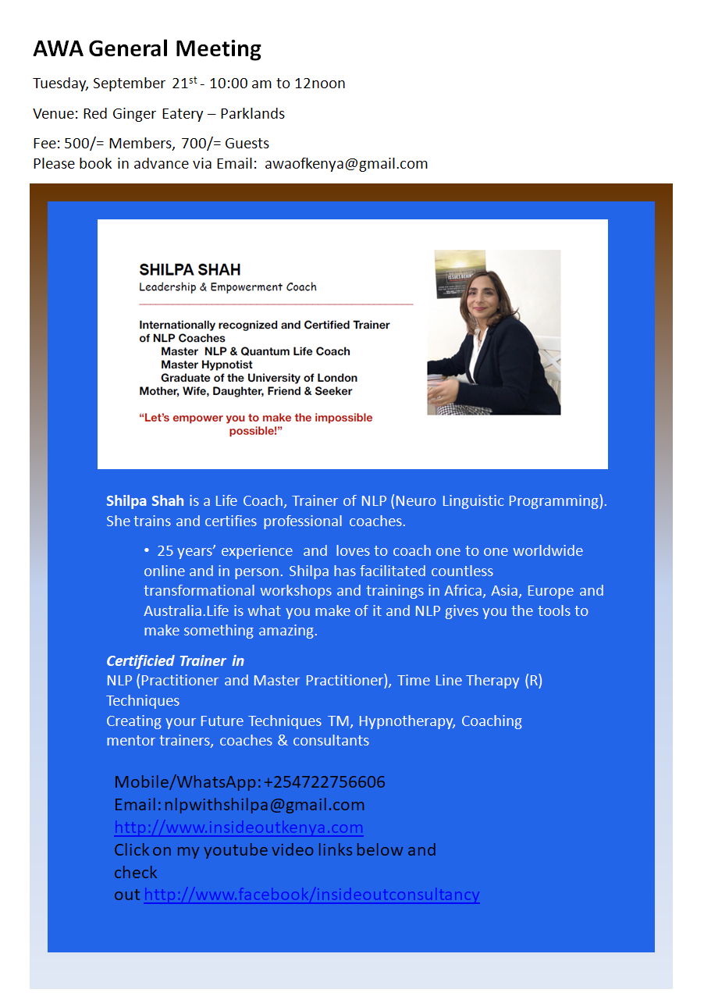 AWA General Meeting
Tuesday, September 21st - 10:00 am to 12noon
Venue: Red Ginger Eatery – Parklands
Fee: 500/= Members, 700/= Guests
Please book in advance via Email: awaofkenya@gmail.com
SHILPA SHAH
Leadership & Empowerment Coach
Internationally recognized and Certified Trainer
of NLP Coaches
Master NLP & Quantum Life Coach
Master Hypnotist
Graduate of the University of London
Mother, Wife, Daughter, Friend & Seeker
“Let’s empower you to make the impossible
possible!”
ISSUES BEHIND
Shilpa Shah is a Life Coach, Trainer of NLP (Neuro Linguistic Programming).
She trains and certifies professional coaches.
• 25 years’ experience and loves to coach one to one worldwide
online and in person. Shilpa has facilitated countless
transformational workshops and trainings in Africa, Asia, Europe and
Australia.Life is what you make of it and NLP gives you the tools to
make something amazing.
Certificied Trainer in
NLP (Practitioner and Master Practitioner), Time Line Therapy (R)
Techniques
Creating your Future Techniques TM, Hypnotherapy, Coaching
mentor trainers, coaches & consultants
Mobile/WhatsApp: +254722756606
Email: nlpwithshilpa@gmail.com
http://www.insideoutkenya.com
Click on my youtube video links below and
check
out http://www.facebook/insideoutconsultancy